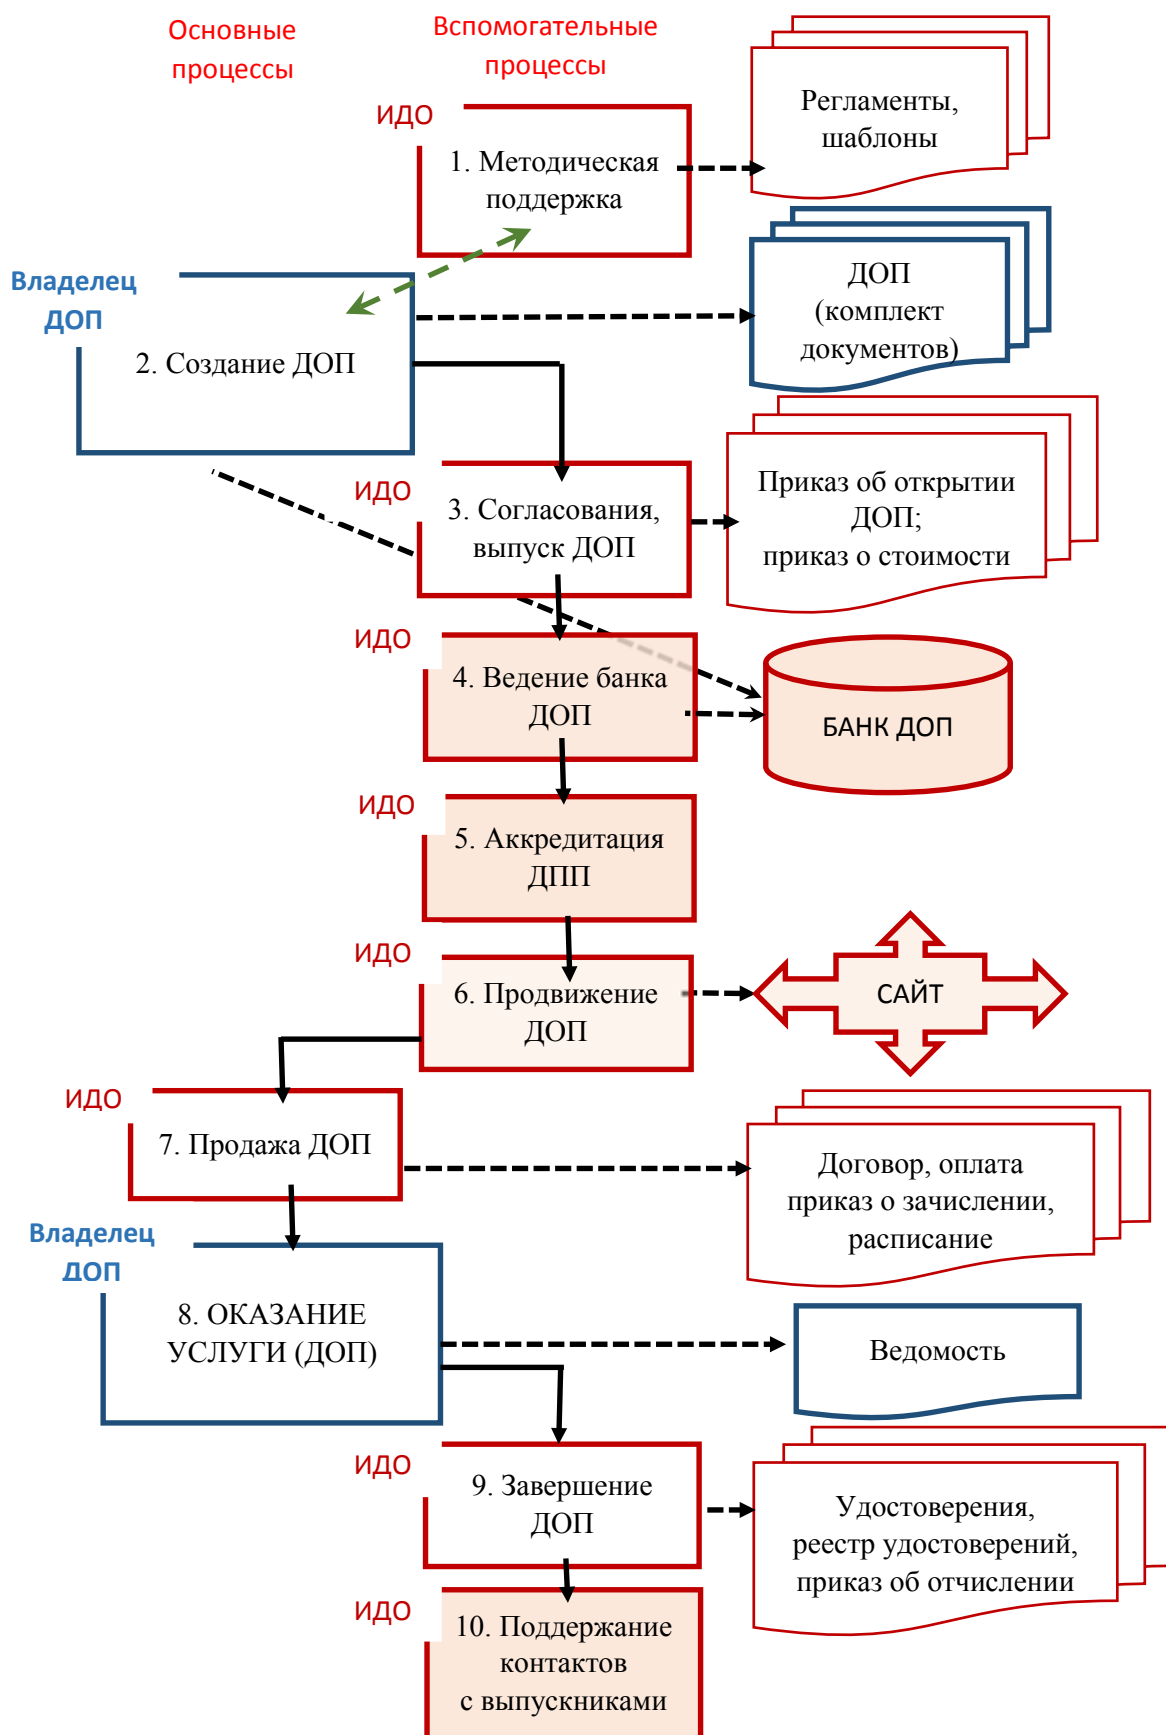 Основные
процессы
Вспомогательные
процессы
ИДО
1. Методическая
поддержка
Регламенты,
шаблоны
Владелец
ДОП
2. Создание ДОП
ДОП
(комплект
документов)
ИДО
3. Согласования,
выпуск ДОП
Приказ об открытии
ДОП;
приказ о стоимости
ИДО
4. Ведение банка
ДОП
БАНК ДОП
ИДО
5. Аккредитация
ДПП
ИДО
6. Продвижение
ДОП
САЙТ
ИДО
7. Продажа ДОП
Договор, оплата
приказ о зачислении,
расписание
Владелец
ДОП
8. ОКАЗАНИЕ
УСЛУГИ (ДОП)
Ведомость
ИДО
9. Завершение
ДОП
Удостоверения,
реестр удостоверений,
приказ об отчислении
ИДО
10. Поддержание
контактов
с выпускниками